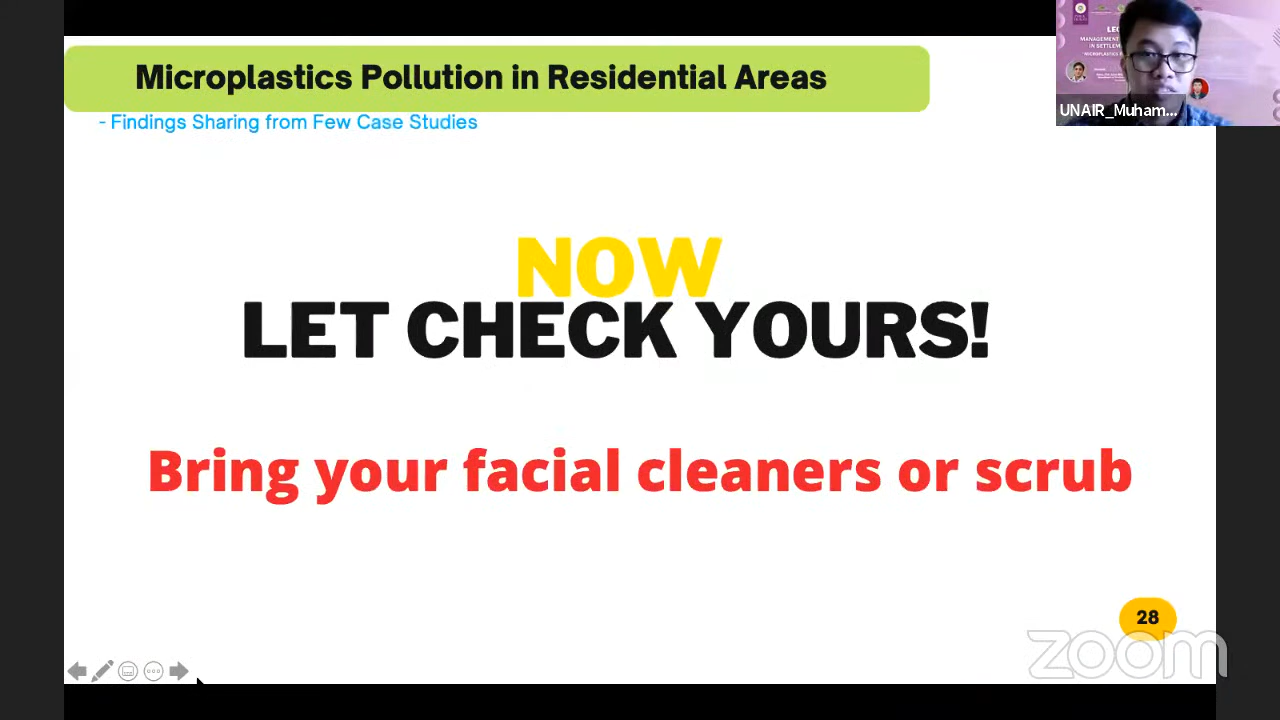 Microplastics Pollution in Residential Areas
- Findings Sharing from Few Case Studies
NOW
LET CHECK YOURS!
Bring your facial cleaners or scrub
28
zoom
UNAIR_Muham...